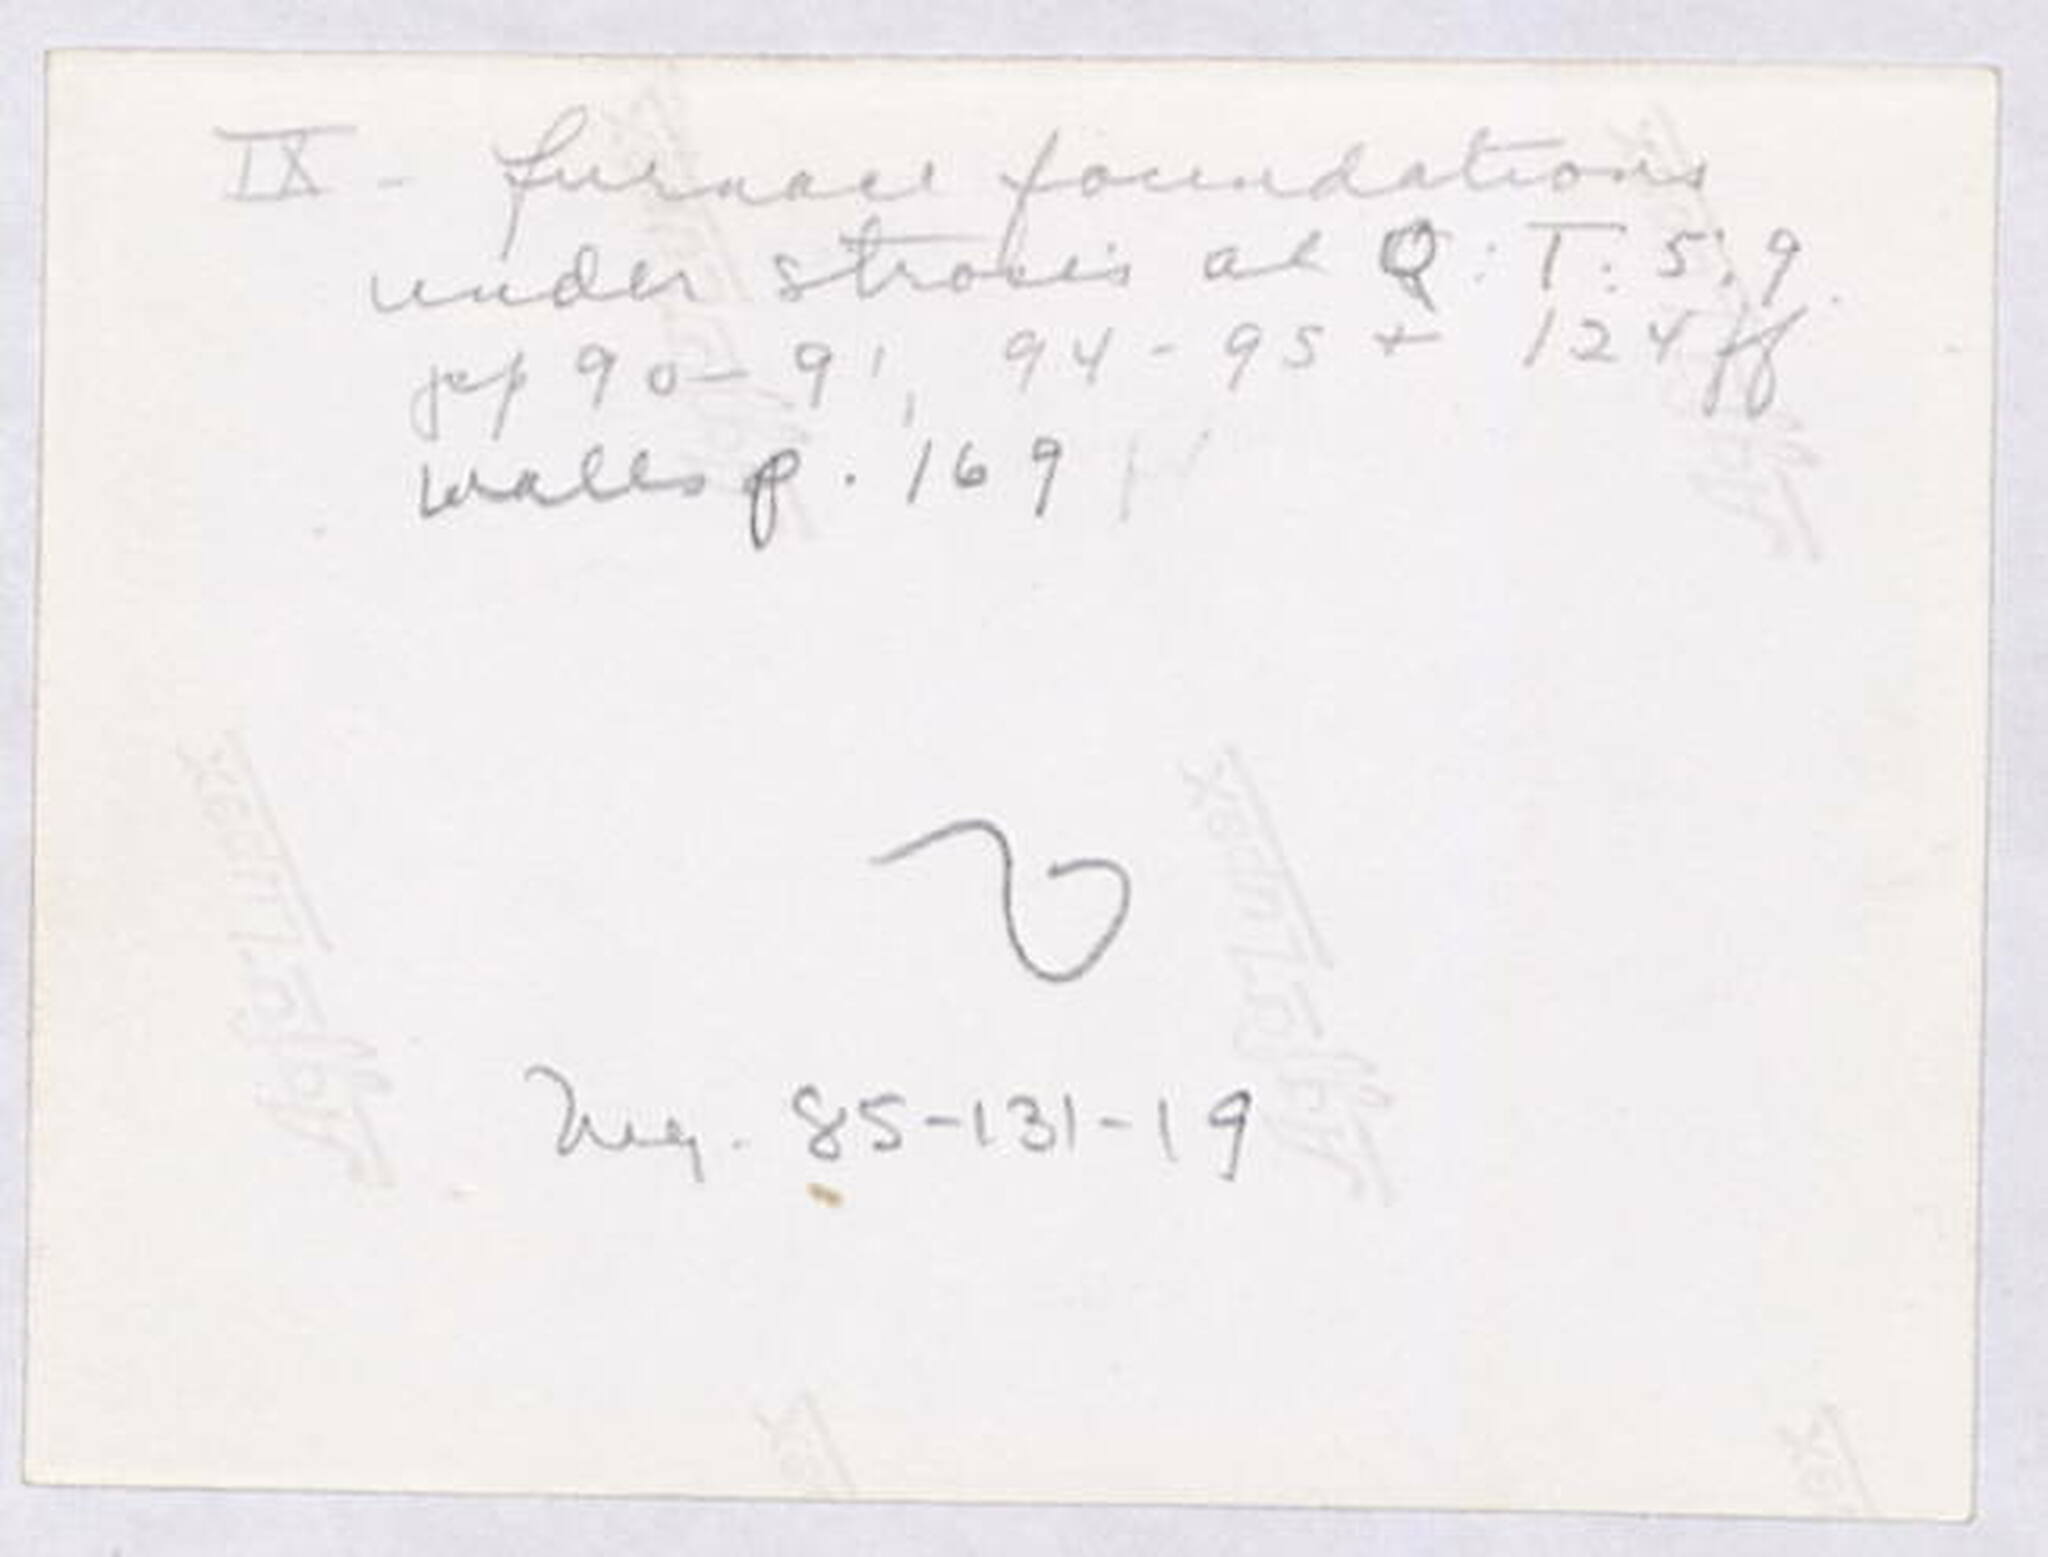 IX - furnace foundations
under stroses at Q: T: 5:9.
pp 90-91, 94-95 + 124 ff
walls p. 169
Neg. 85-131-19